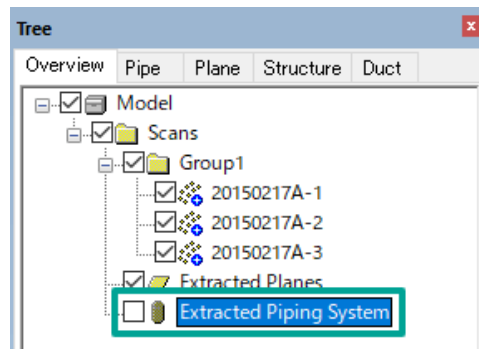 Tree
Overview Pipe Plane Structure Duct
Model
Scans
Group1
20150217A-1
20150217A-2
20150217A-3
Extracted Planes
Extracted Piping System